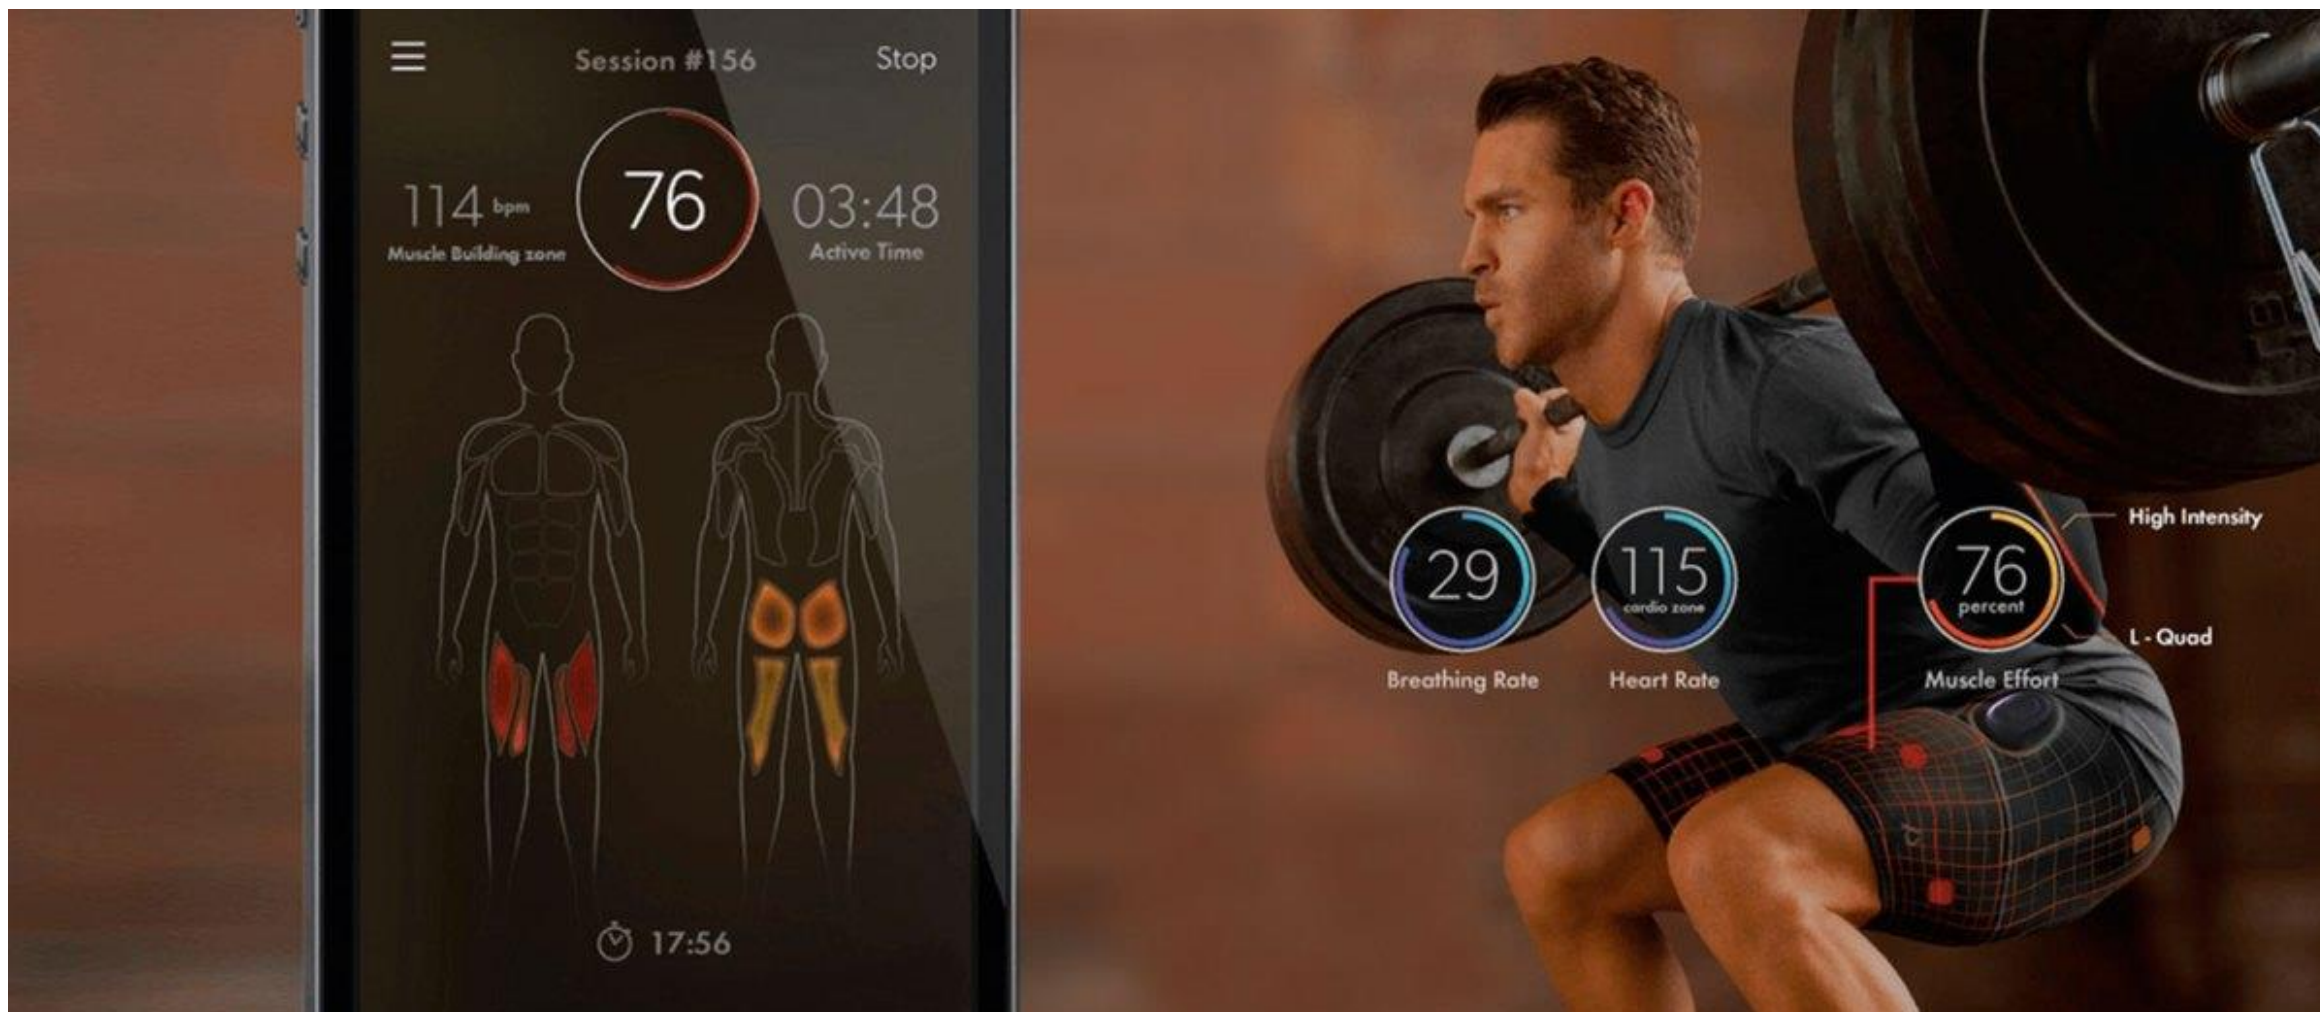 Session #156
Stop
76
114 bpm
Muscle Building zone
03:48
Active Time
17:56
29
Breathing Rate
115
cardio zone
Heart Rate
76
percent
Muscle Effort
High Intensity
L - Quad